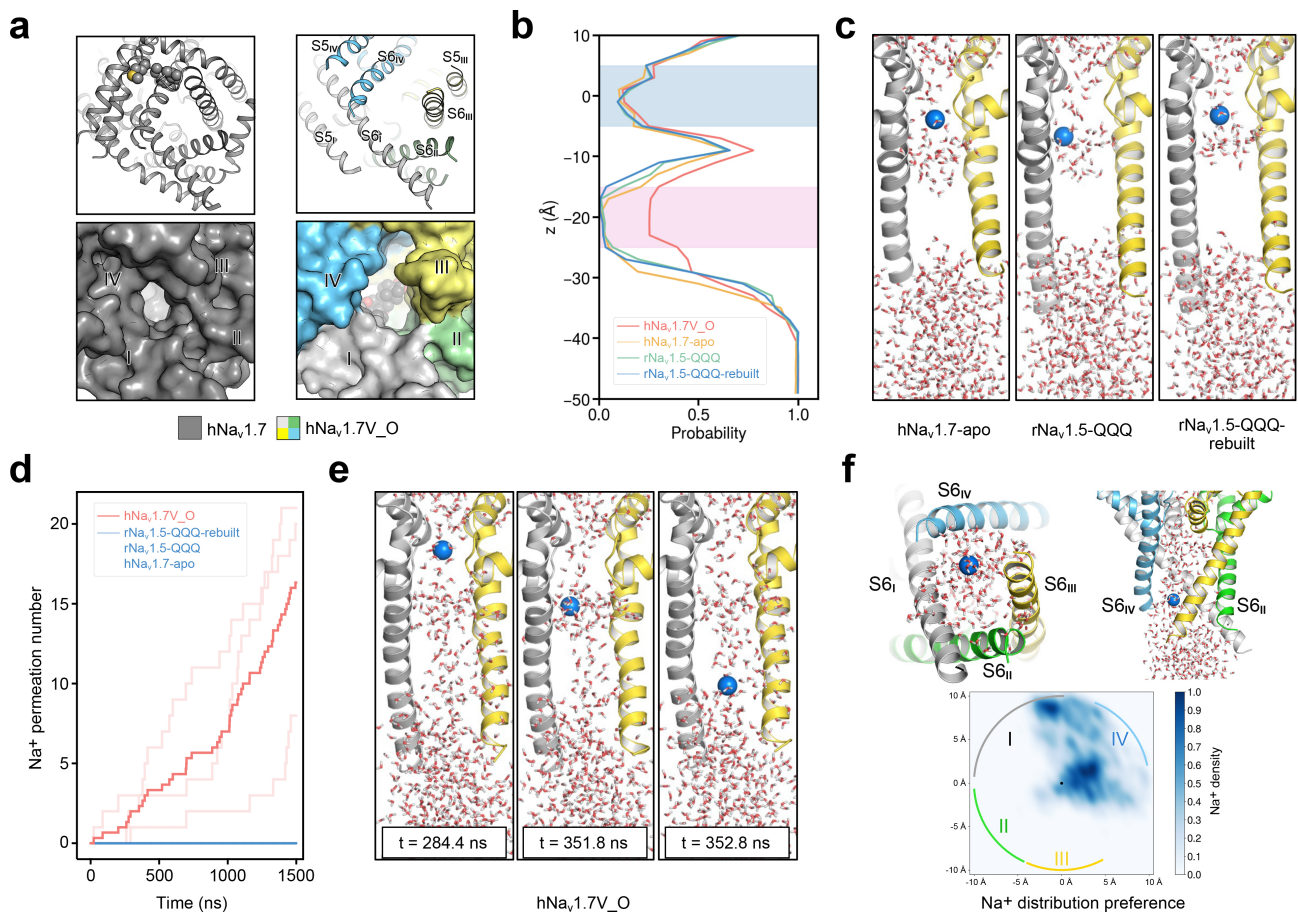 a
S5IV
S6IV
S5III
S6III
S5I
S6I
S6II
IV
III
II
I
IV
III
II
I
hNav1.7
hNav1.7V_O
b
10
0
−10
−20
−30
−40
−50
z (Å)
hNav1.7V_O
hNav1.7-apo
rNav1.5-QQQ
rNav1.5-QQQ-rebuilt
0.0
0.5
1.0
Probability
c
hNav1.7-apo
rNav1.5-QQQ
rNav1.5-QQQ-
rebuilt
d
20
15
10
5
0
Na+ permeation number
hNav1.7V_O
rNav1.5-QQQ-rebuilt
rNav1.5-QQQ
hNav1.7-apo
0
500
1000
1500
Time (ns)
e
t = 284.4 ns
t = 351.8 ns
t = 352.8 ns
hNav1.7V_O
f
S6IV
S6I
S6III
S6II
S6IV
S6II
10 Å
5 Å
0 Å
-5 Å
-10 Å
I
IV
II
III
-10 Å
-5 Å
0 Å
5 Å
10 Å
1.0
0.9
0.8
0.7
0.6
0.5
0.4
0.3
0.2
0.1
0.0
Na+ density
Na+ distribution preference